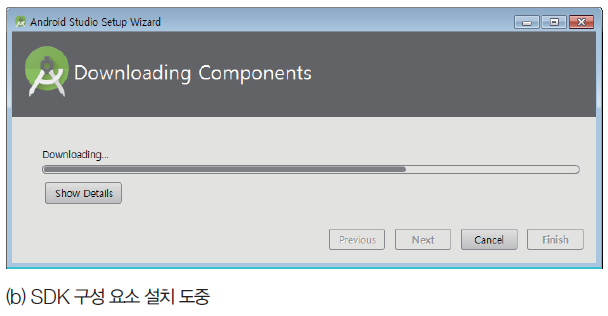 Android Studio Setup Wizard
Downloading Components
Downloading...
Show Details
Previous Next Cancel Finish
(b) SDK 구성 요소 설치 도중